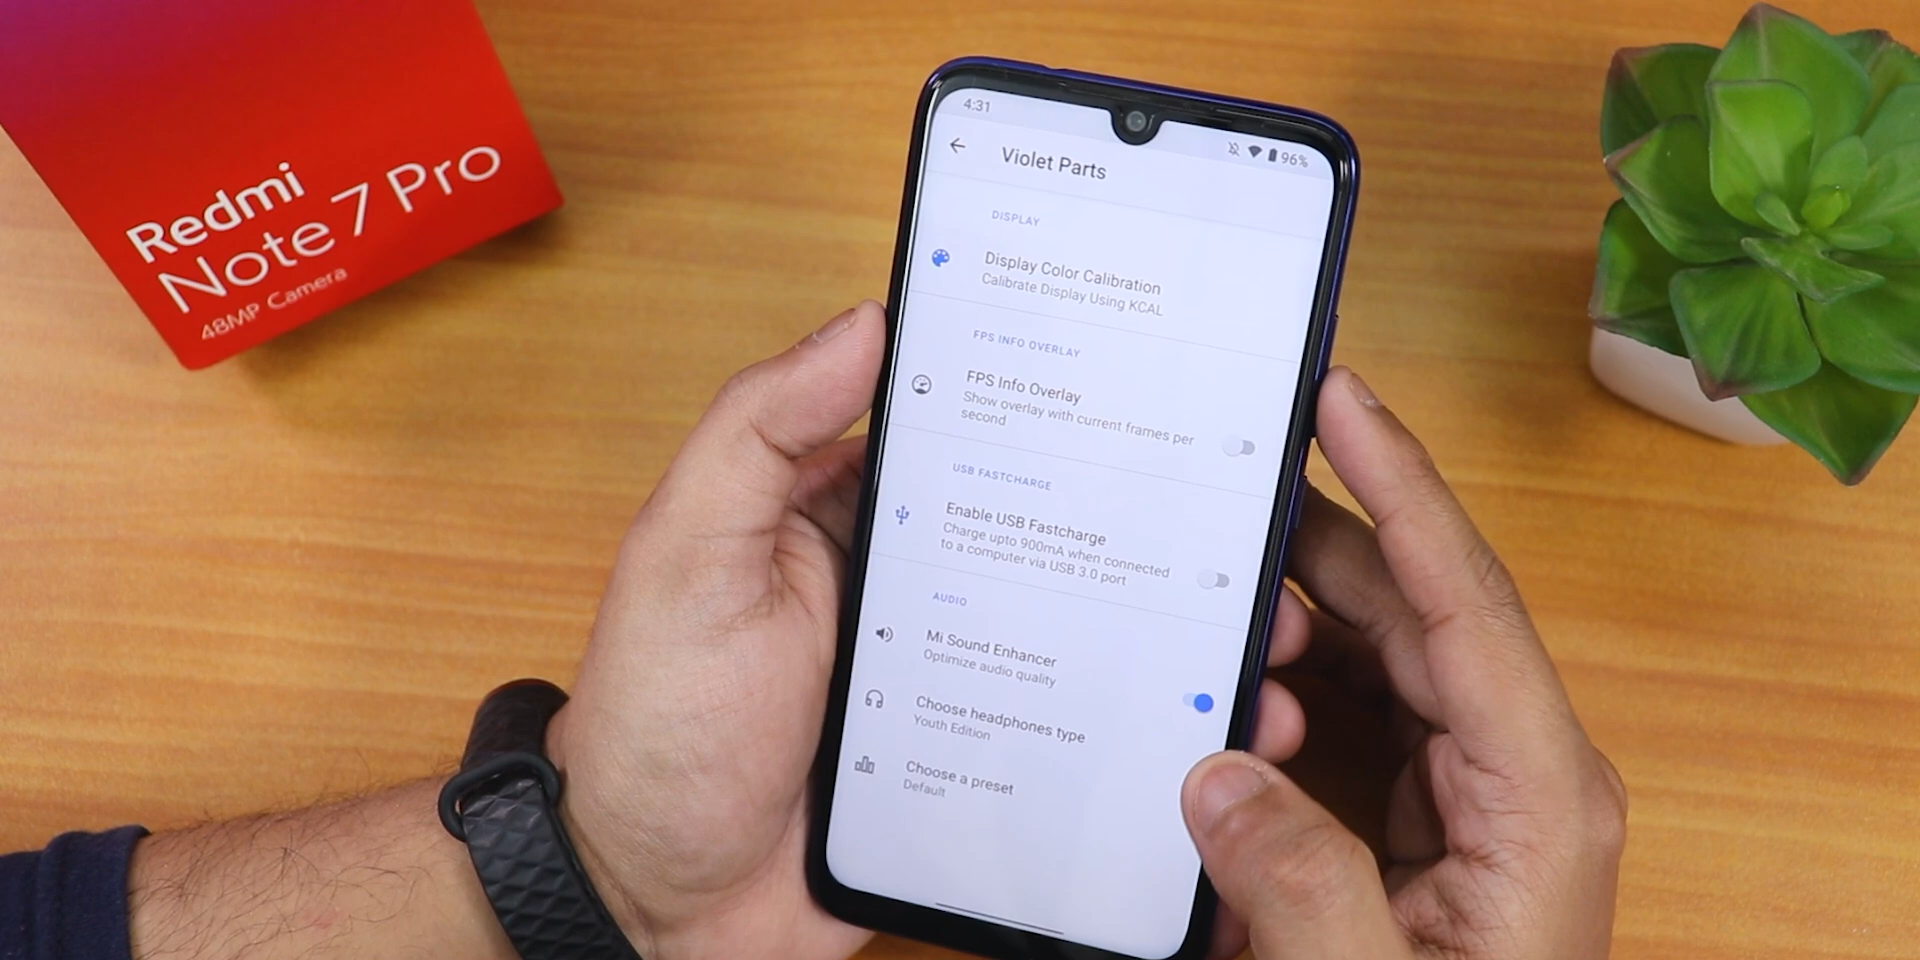 Redmi
Note 7 Pro
48MP Camera
4:31
96%
Violet Parts
DISPLAY
Display Color Calibration
Calibrate Display Using KCAL
FPS INFO OVERLAY
FPS Info Overlay
Show overlay with current frames per
second
USB FASTCHARGE
Enable USB Fastcharge
Charge upto 900mA when connected
to a computer via USB 3.0 port
AUDIO
Mi Sound Enhancer
Optimize audio quality
Choose headphones type
Youth Edition
Choose a preset
Default